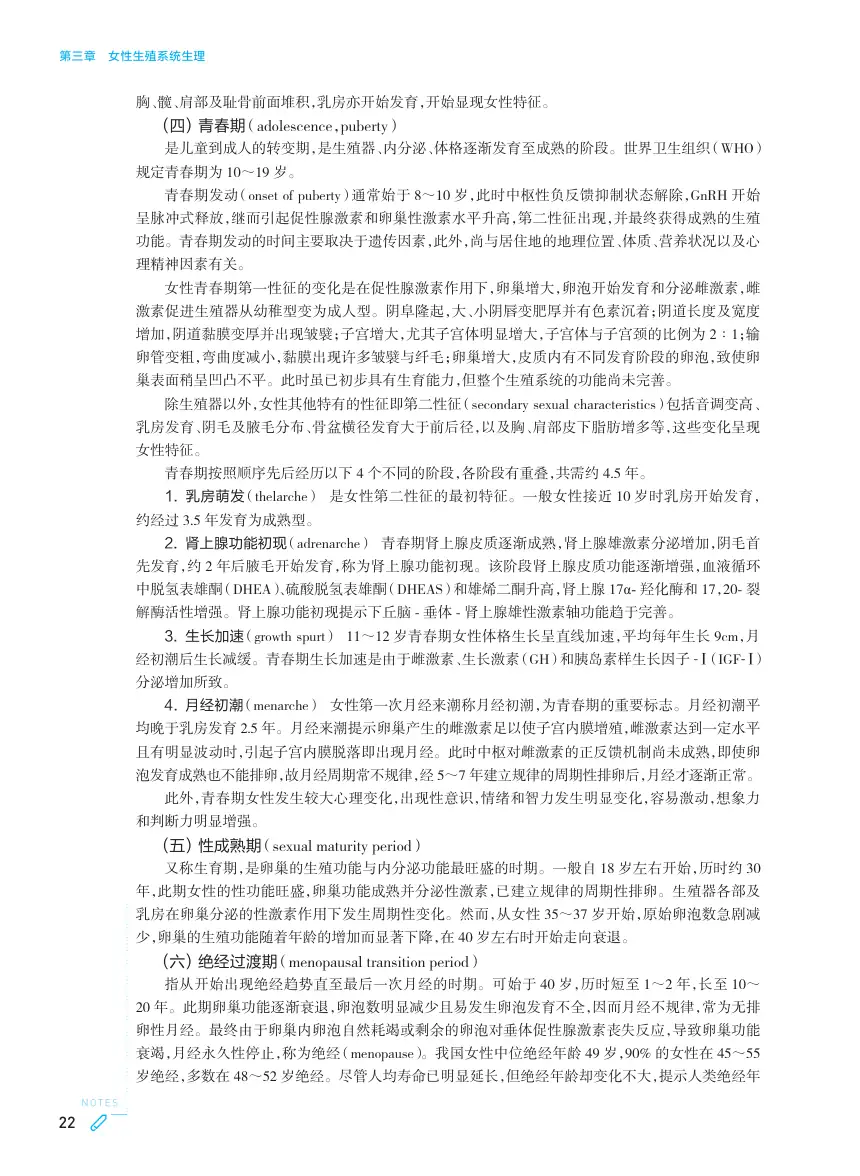 第三章 女性生殖系统生理
胸、髋、肩部及耻骨前面堆积,乳房亦开始发育,开始显现女性特征。
（四）青春期（adolescence,puberty）
是儿童到成人的转变期,是生殖器、内分泌、体格逐渐发育至成熟的阶段。世界卫生组织（WHO）
规定青春期为 10～19 岁。
青春期发动（onset of puberty）通常始于 8～10 岁,此时中枢性负反馈抑制状态解除,GnRH 开始
呈脉冲式释放,继而引起促性腺激素和卵巢性激素水平升高,第二性征出现,并最终获得成熟的生殖
功能。青春期发动的时间主要取决于遗传因素,此外,尚与居住地的地理位置、体质、营养状况以及心
理精神因素有关。
女性青春期第一性征的变化是在促性腺激素作用下,卵巢增大,卵泡开始发育和分泌雌激素,雌
激素促进生殖器从幼稚型变为成人型。阴阜隆起,大、小阴唇变肥厚并有色素沉着;阴道长度及宽度
增加,阴道黏膜变厚并出现皱襞;子宫增大,尤其子宫体明显增大,子宫体与子宫颈的比例为 2∶1;输
卵管变粗,弯曲度减小,黏膜出现许多皱襞与纤毛;卵巢增大,皮质内有不同发育阶段的卵泡,致使卵
巢表面稍呈凹凸不平。此时虽已初步具有生育能力,但整个生殖系统的功能尚未完善。
除生殖器以外,女性其他特有的性征即第二性征（secondary sexual characteristics）包括音调变高、
乳房发育、阴毛及腋毛分布、骨盆横径发育大于前后径,以及胸、肩部皮下脂肪增多等,这些变化呈现
女性特征。
青春期按照顺序先后经历以下 4 个不同的阶段,各阶段有重叠,共需约 4.5 年。
1. 乳房萌发（thelarche） 是女性第二性征的最初特征。一般女性接近 10 岁时乳房开始发育,
约经过 3.5 年发育为成熟型。
2. 肾上腺功能初现（adrenarche） 青春期肾上腺皮质逐渐成熟,肾上腺雄激素分泌增加,阴毛首
先发育,约 2 年后腋毛开始发育,称为肾上腺功能初现。该阶段肾上腺皮质功能逐渐增强,血液循环
中脱氢表雄酮（DHEA）、硫酸脱氢表雄酮（DHEAS）和雄烯二酮升高,肾上腺 17α- 羟化酶和 17,20- 裂
解酶活性增强。肾上腺功能初现提示下丘脑 - 垂体 - 肾上腺雄性激素轴功能趋于完善。
3. 生长加速（growth spurt） 11～12 岁青春期女性体格生长呈直线加速,平均每年生长 9cm,月
经初潮后生长减缓。青春期生长加速是由于雌激素、生长激素（GH）和胰岛素样生长因子 -Ⅰ（IGF-Ⅰ）
分泌增加所致。
4. 月经初潮（menarche） 女性第一次月经来潮称月经初潮,为青春期的重要标志。月经初潮平
均晚于乳房发育 2.5 年。月经来潮提示卵巢产生的雌激素足以使子宫内膜增殖,雌激素达到一定水平
且有明显波动时,引起子宫内膜脱落即出现月经。此时中枢对雌激素的正反馈机制尚未成熟,即使卵
泡发育成熟也不能排卵,故月经周期常不规律,经 5～7 年建立规律的周期性排卵后,月经才逐渐正常。
此外,青春期女性发生较大心理变化,出现性意识,情绪和智力发生明显变化,容易激动,想象力
和判断力明显增强。
（五）性成熟期（sexual maturity period）
又称生育期,是卵巢的生殖功能与内分泌功能最旺盛的时期。一般自 18 岁左右开始,历时约 30
年,此期女性的性功能旺盛,卵巢功能成熟并分泌性激素,已建立规律的周期性排卵。生殖器各部及
乳房在卵巢分泌的性激素作用下发生周期性变化。然而,从女性 35～37 岁开始,原始卵泡数急剧减
少,卵巢的生殖功能随着年龄的增加而显著下降,在 40 岁左右时开始走向衰退。
（六）绝经过渡期（menopausal transition period）
指从开始出现绝经趋势直至最后一次月经的时期。可始于 40 岁,历时短至 1～2 年,长至 10～
20 年。此期卵巢功能逐渐衰退,卵泡数明显减少且易发生卵泡发育不全,因而月经不规律,常为无排
卵性月经。最终由于卵巢内卵泡自然耗竭或剩余的卵泡对垂体促性腺激素丧失反应,导致卵巢功能
衰竭,月经永久性停止,称为绝经（menopause）。我国女性中位绝经年龄 49 岁,90% 的女性在 45～55
岁绝经,多数在 48～52 岁绝经。尽管人均寿命已明显延长,但绝经年龄却变化不大,提示人类绝经年
NOTES
22